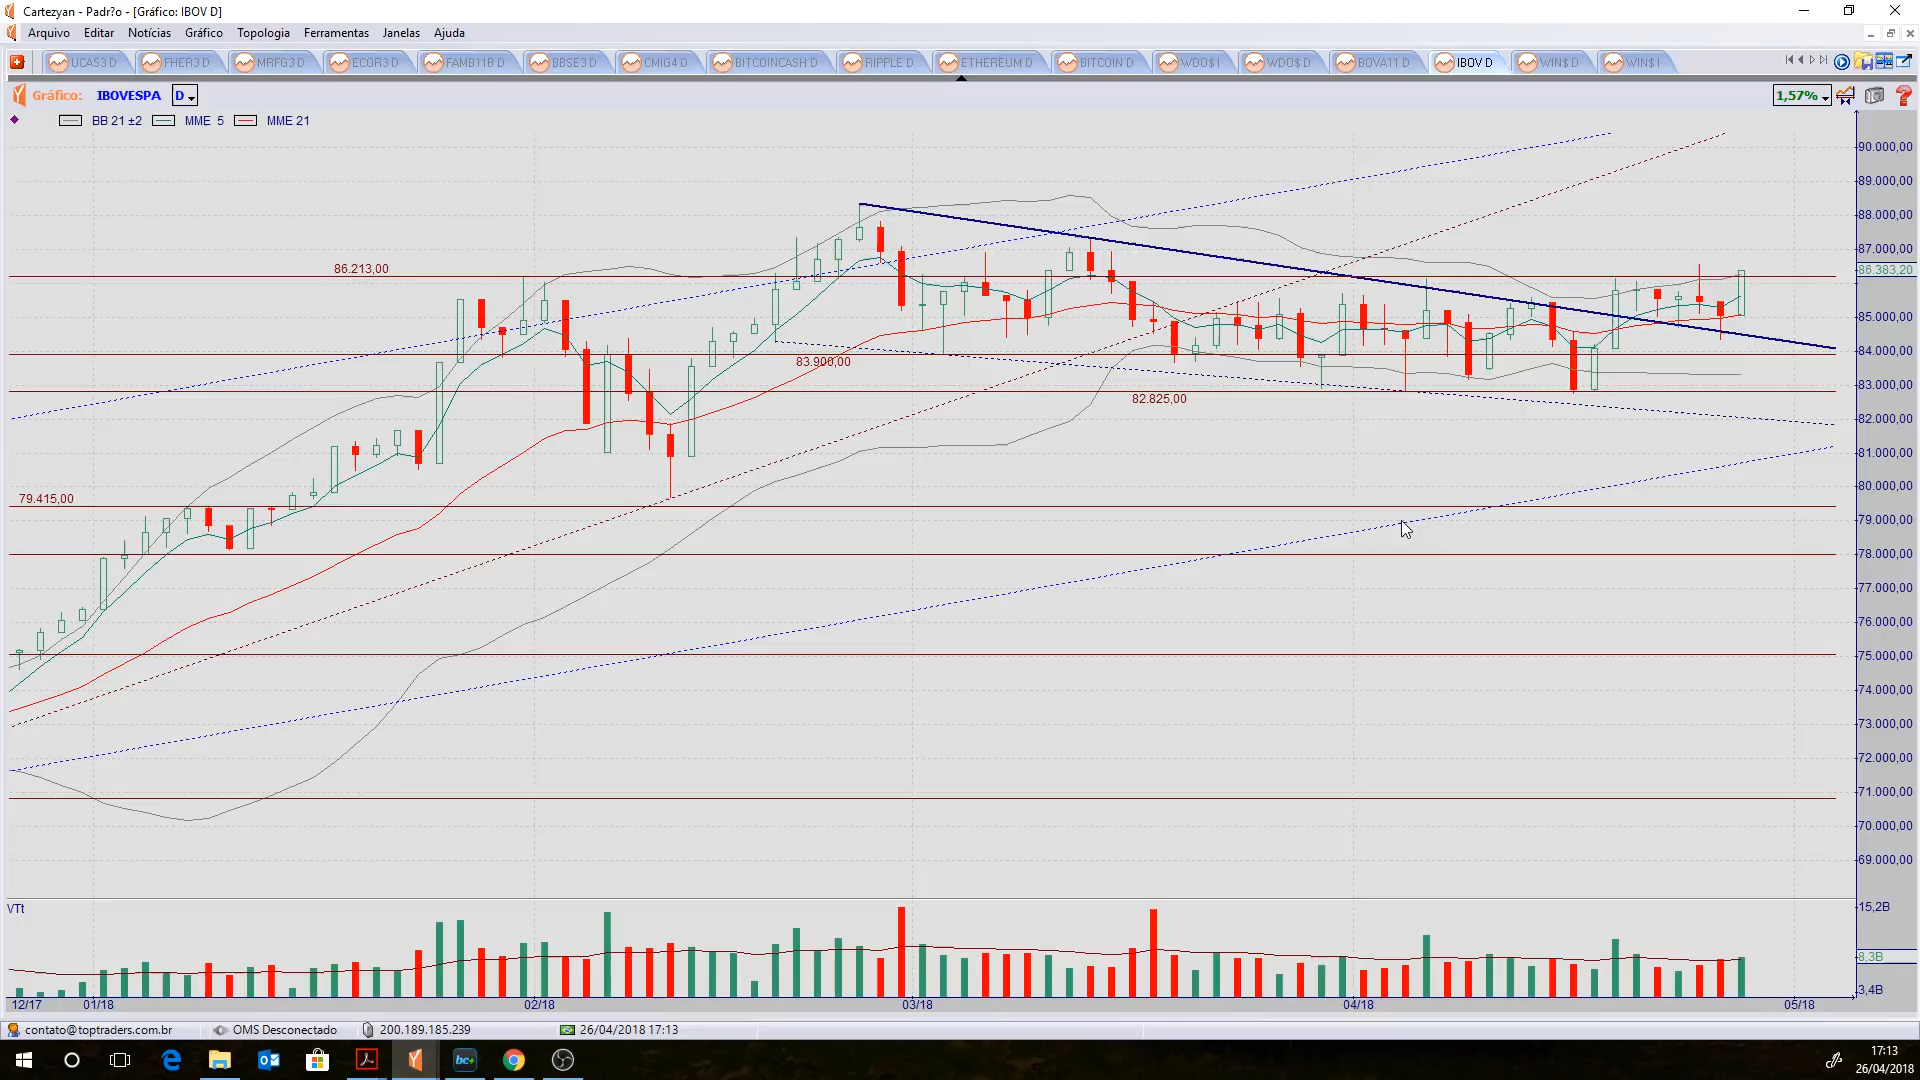 Cartezyan - Padr?o - [Gráfico: IBOV D]
Arquivo Editar Notícias Gráfico Topologia Ferramentas Janelas Ajuda
UCAS3 D FHER3 D MRFG3 D ECOR3 D FAMB11B D BBSE3 D CMIG4 D BITCOINCASH D RIPPLE D ETHEREUM D BITCOIN D WDO$ I WDO$ D BOVA11 D IBOV D WIN$ D WIN$ I
Gráfico: IBOVESPA D 1,57%
BB 21 ±2 MME 5 MME 21
90.000,00
89.000,00
88.000,00
87.000,00
86.213,00
86.383,20
85.000,00
84.000,00
83.900,00
83.000,00
82.825,00
82.000,00
81.000,00
80.000,00
79.415,00
79.000,00
78.000,00
77.000,00
76.000,00
75.000,00
74.000,00
73.000,00
72.000,00
71.000,00
70.000,00
69.000,00
VTt
15,2B
8,3B
3,4B
12/17 01/18 02/18 03/18 04/18 05/18
contato@toptraders.com.br OMS Desconectado 200.189.185.239 26/04/2018 17:13
bc+
17:13
26/04/2018